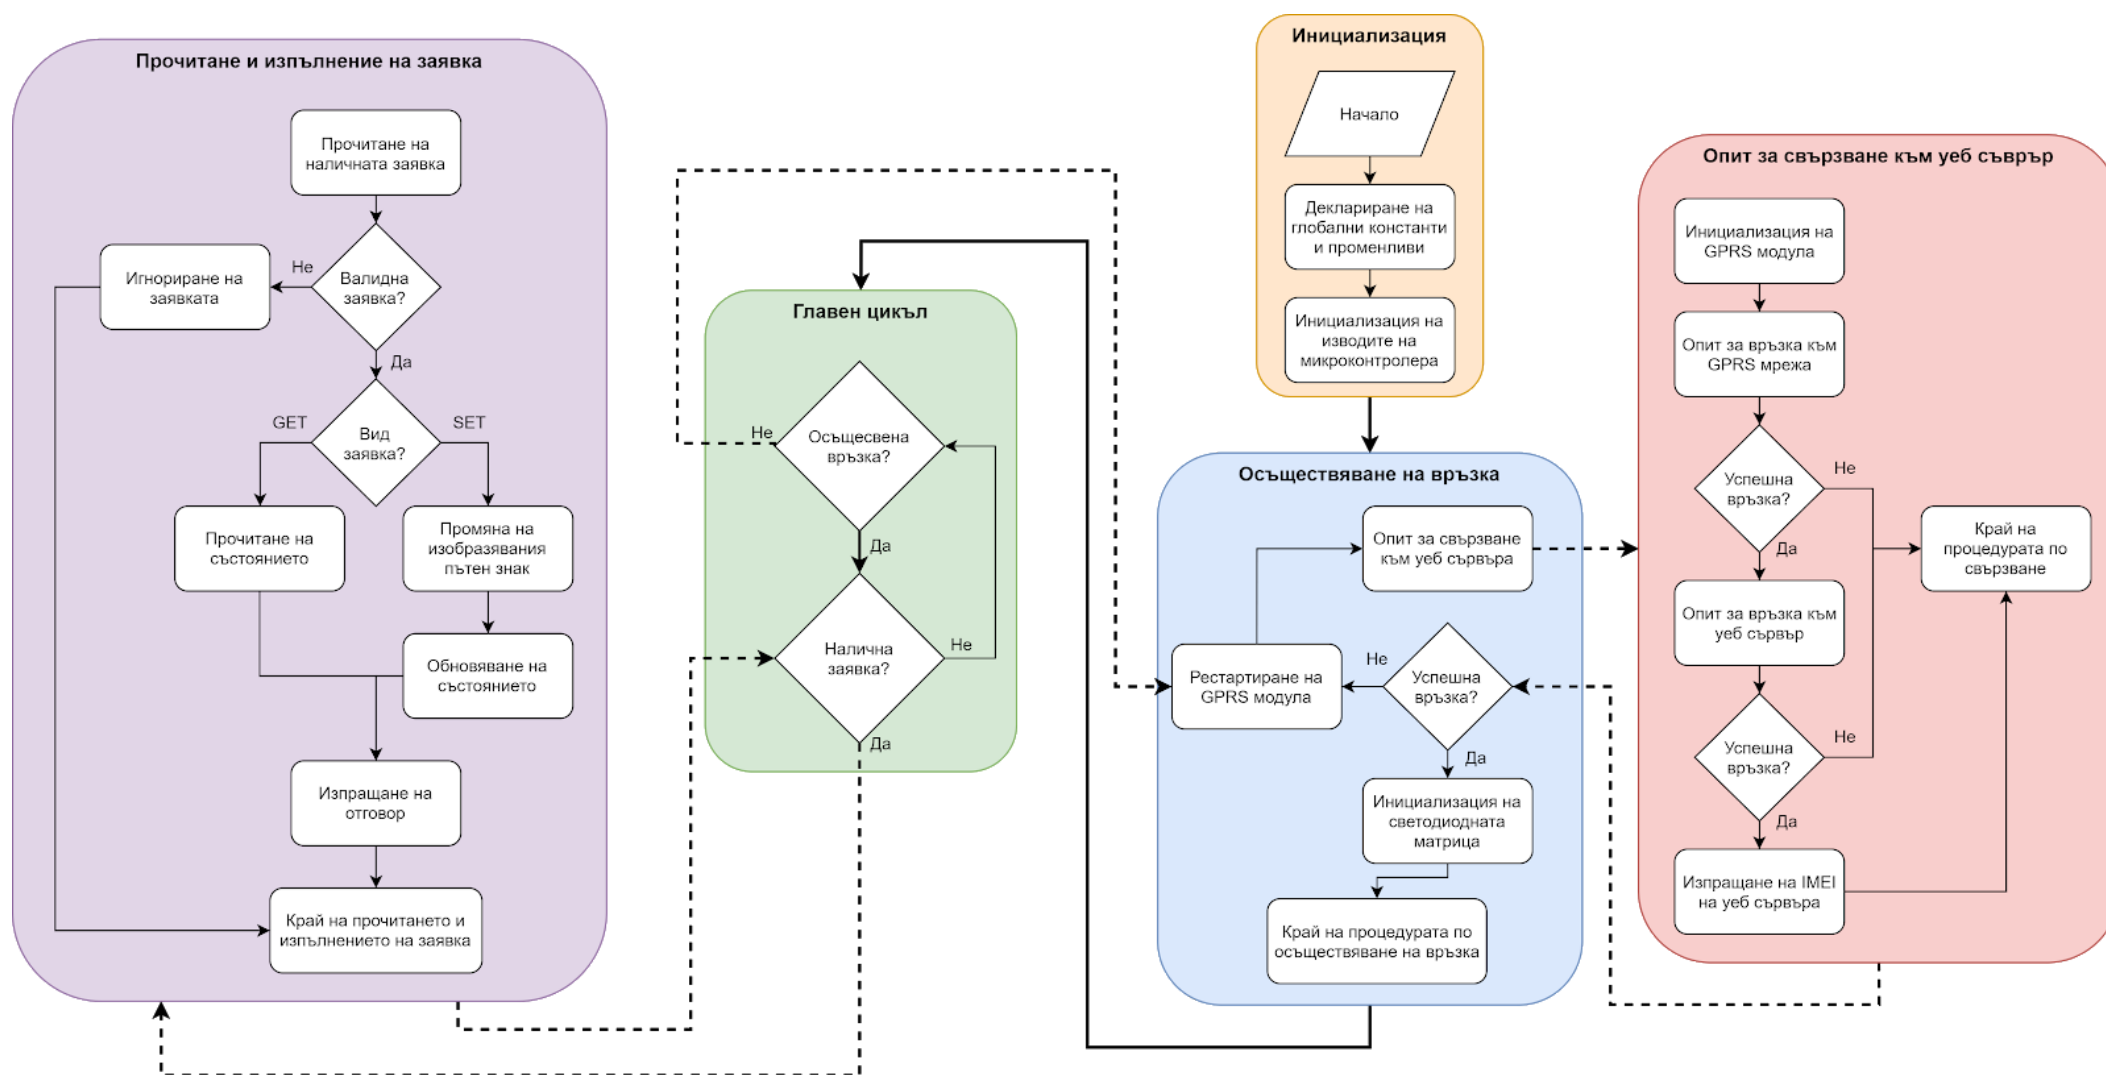 Прочитане и изпълнение на заявка
Прочитане на
наличната заявка
Валидна
заявка?
Не
Игнориране на
заявката
Да
Вид
заявка?
GET
SET
Прочитане на
състоянието
Промяна на
изобразявания
пътен знак
Обновяване на
състоянието
Изпращане на
отговор
Край на прочитането и
изпълнението на заявка
Главен цикъл
Осъщесвена
връзка?
Не
Да
Налична
заявка?
Не
Да
Инициализация
Начало
Деклариране на
глобални константи
и променливи
Инициализация на
изводите на
микроконтролера
Осъществяване на връзка
Опит за свързване
към уеб сървъра
Рестартиране на
GPRS модула
Не
Успешна
връзка?
Да
Инициализация на
светодиодната
матрица
Край на процедурата по
осъществяване на връзка
Опит за свързване към уеб съврър
Инициализация на
GPRS модула
Опит за връзка към
GPRS мрежа
Успешна
връзка?
Не
Да
Край на
процедурата по
свързване
Опит за връзка към
уеб сървър
Успешна
връзка?
Не
Да
Изпращане на IMEI
на уеб сървъра